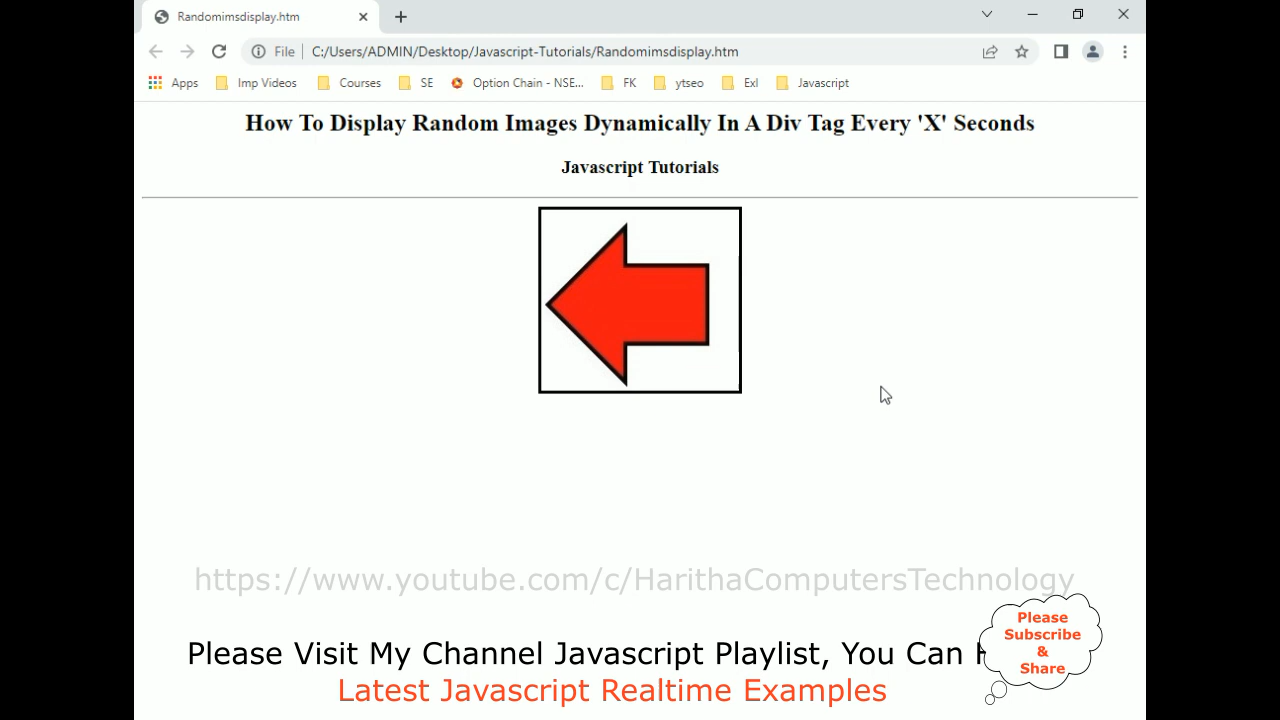 Randomimsdisplay.htm
File C:/Users/ADMIN/Desktop/Javascript-Tutorials/Randomimsdisplay.htm
Apps Imp Videos Courses SE Option Chain - NSE... FK ytseo Exl Javascript
How To Display Random Images Dynamically In A Div Tag Every 'X' Seconds
Javascript Tutorials
https://www.youtube.com/c/HarithaComputersTechnology
Please Visit My Channel Javascript Playlist, You Can
Latest Javascript Realtime Examples
Please
Subscribe
&
Share